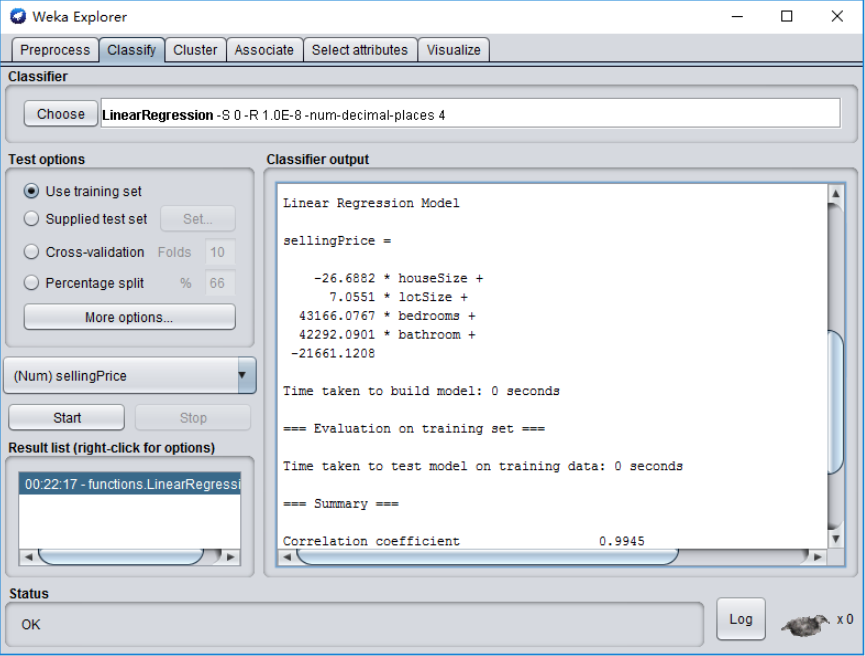 Weka Explorer
Preprocess Classify Cluster Associate Select attributes Visualize
Classifier
Choose LinearRegression -S 0 -R 1.0E-8 -num-decimal-places 4
Test options
Use training set
Supplied test set Set...
Cross-validation Folds 10
Percentage split % 66
More options...
(Num) sellingPrice
Start Stop
Result list (right-click for options)
00:22:17 - functions.LinearRegressi
Classifier output
Linear Regression Model
sellingPrice =
-26.6882 * houseSize +
7.0551 * lotSize +
43166.0767 * bedrooms +
42292.0901 * bathroom +
-21661.1208
Time taken to build model: 0 seconds
=== Evaluation on training set ===
Time taken to test model on training data: 0 seconds
=== Summary ===
Correlation coefficient 0.9945
Status
OK
Log x 0